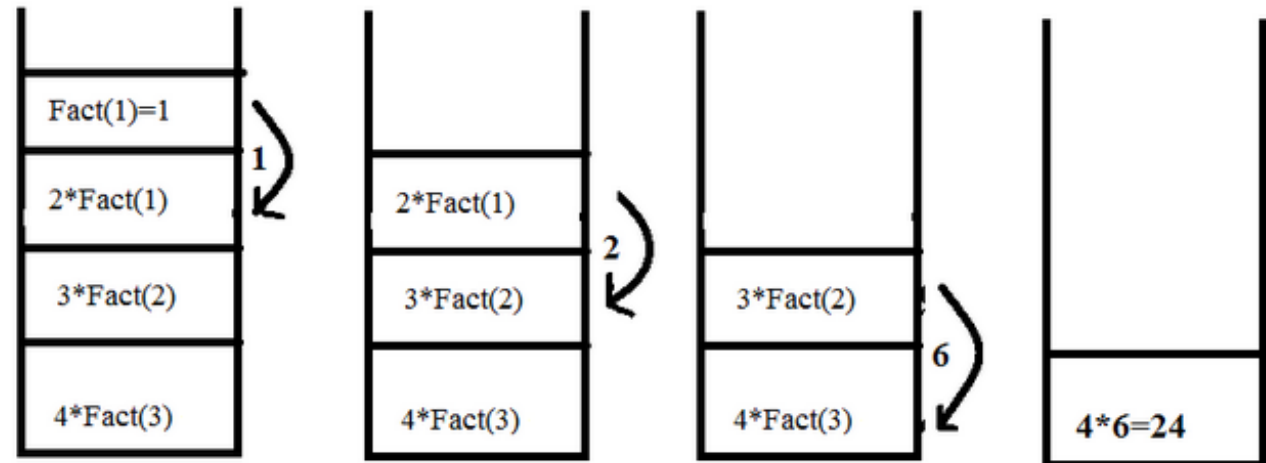 Fact(1)=1
1
2*Fact(1)
3*Fact(2)
4*Fact(3)
2*Fact(1)
2
3*Fact(2)
4*Fact(3)
3*Fact(2)
6
4*Fact(3)
4*6=24